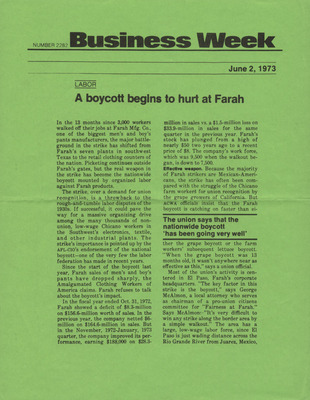 NUMBER 2282 Business Week
June 2, 1973
LABOR
A boycott begins to hurt at Farah
In the 13 months since 3,000 workers
walked off their jobs at Farah Mfg. Co.,
one of the biggest men's and boy's
pants manufacturers, the major battle-
ground in the strike has shifted from
Farah's seven plants in southwest
Texas to the retail clothing counters of
the nation. Picketing continues outside
Farah's gates, but the real weapon in
the strike has become the nationwide
boycott mounted by organized labor
against Farah products.
The strike, over a demand for union
recognition, is a throwback to the
rough-and-tumble labor disputes of the
1930s. If successful, it could pave the
way for a massive organizing drive
among the many thousands of non-
union, low-wage Chicano workers in
the Southwest's electronics, textile,
and other industrial plants. The
strike's importance is pointed up by the
AFL-CIO's endorsement of the national
boycott—one of the very few the labor
federation has made in recent years.
Since the start of the boycott last
year, Farah sales of men's and boy's
pants have dropped sharply, the
Amalgamated Clothing Workers of
America claims. Farah refuses to talk
about the boycott's impact.
In the fiscal year ended Oct. 31, 1972,
Farah showed a deficit of $8.3-million
on $156.6-million worth of sales. In the
previous year, the company netted $6-
million on $164.6-million in sales. But
in the November, 1972-January, 1973
quarter, the company improved its per-
formance, earning $189,000 on $28.5-
million in sales vs. a $1.5-million loss on
$33.9-million in sales for the same
quarter in the previous year. Farah's
stock has plunged from a high of
nearly $50 two years ago to a recent
price of $9. The company's work force,
which was 9,500 when the walkout be-
gan, is down to 7,500.
Effective weapon. Because the majority
of Farah strikers are Mexican-Ameri-
cans, the strike has often been com-
pared with the struggle of the Chicano
farm workers for union recognition by
the grape growers of California. But
ACW's officials insist that the Farah
boycott is catching on faster than ei-
The union says that the
nationwide boycott
'has been going very well'
ther the grape boycott or the farm
workers' subsequent lettuce boycott.
"When the grape boycott was 13
months old, it wasn't anywhere near as
effective as this," says a union official.
Most of the union's activity is cen-
tered in El Paso, Farah's corporate
headquarters. "The key factor in this
strike is the boycott," says George
McAlmon, a local attorney who serves
as chairman of a pro-union citizens
committee for "Fairness at Farah."
Says McAlmon: "It's very difficult to
win any strike along the border area by
a simple walkout." The area has a
large, low-wage labor force, since El
Paso is just wading distance across the
Rio Grande River from Juarez, Mexico,